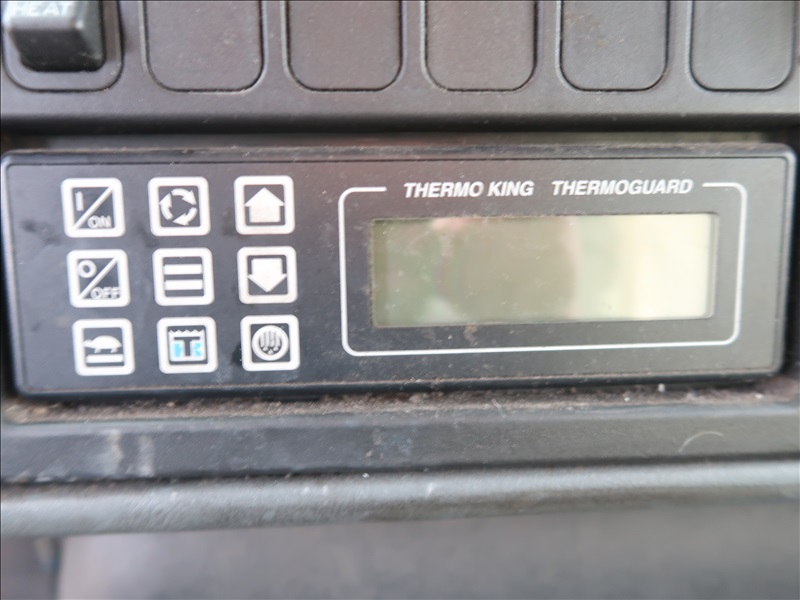 HEAT
THERMO KING THERMOGUARD
I
ON
O
OFF